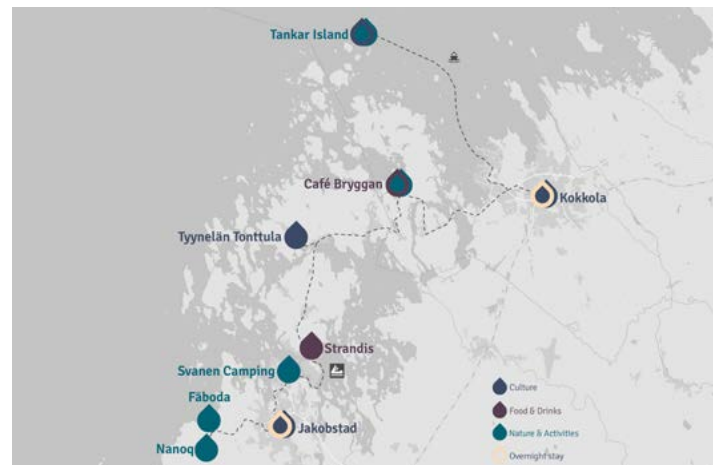 Tankar Island
Café Bryggan
Kokkola
Tyynelän Tonttula
Strandis
Svanen Camping
Fäboda
Jakobstad
Nanoq
Culture
Food & Drinks
Nature & Activities
Overnight stay